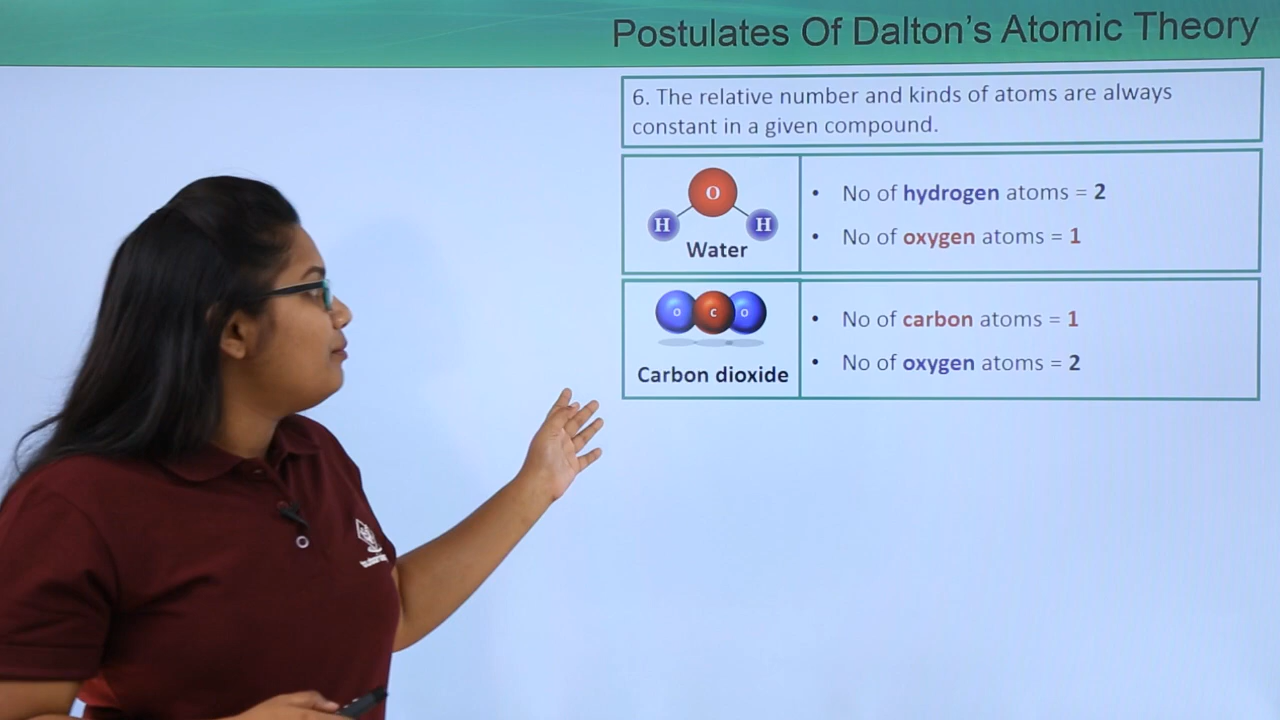 Postulates Of Dalton's Atomic Theory
6. The relative number and kinds of atoms are always
constant in a given compound.
O
H H
Water
• No of hydrogen atoms = 2
• No of oxygen atoms = 1
O C O
Carbon dioxide
• No of carbon atoms = 1
• No of oxygen atoms = 2